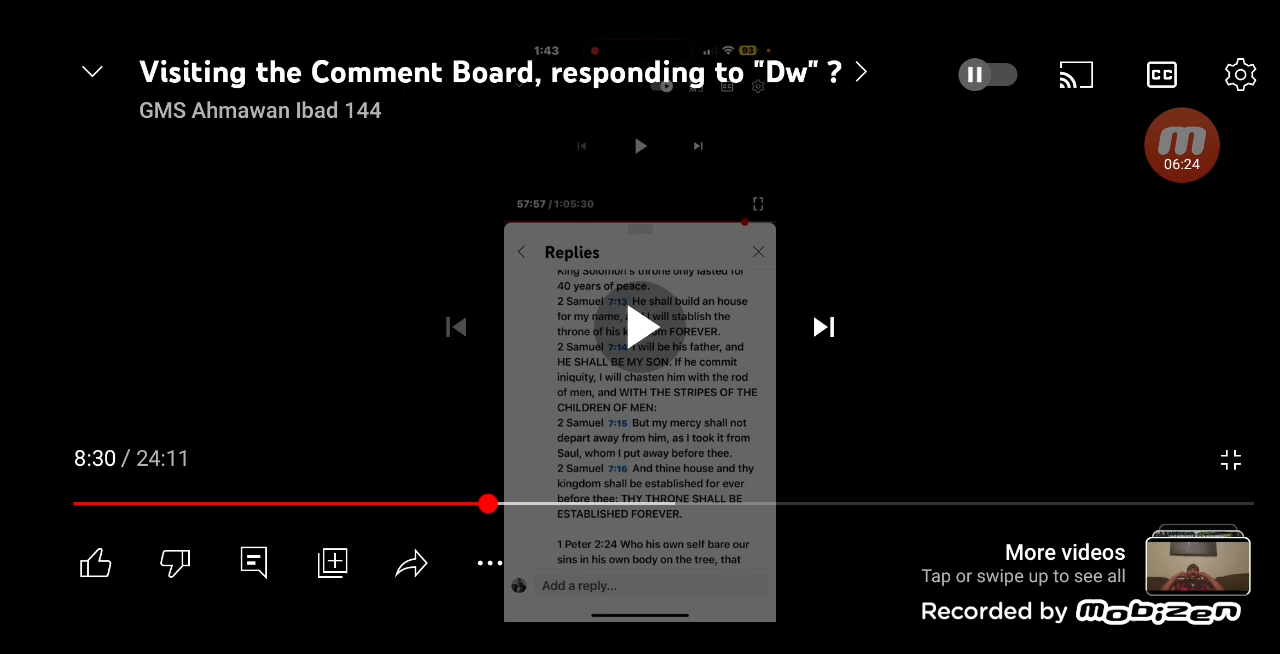 1:43
93
Visiting the Comment Board, responding to "Dw" ?
GMS Ahmawan Ibad 144
CC
06:24
57:57 / 1:05:30
Replies
King Solomon's throne only lasted for
40 years of peace.
2 Samuel 7:13 He shall build an house
for my name, and I will stablish the
throne of his kingdom FOREVER.
2 Samuel 7:14 I will be his father, and
HE SHALL BE MY SON. If he commit
iniquity, I will chasten him with the rod
of men, and WITH THE STRIPES OF THE
CHILDREN OF MEN:
2 Samuel 7:15 But my mercy shall not
depart away from him, as I took it from
Saul, whom I put away before thee.
2 Samuel 7:16 And thine house and thy
kingdom shall be established for ever
before thee: THY THRONE SHALL BE
ESTABLISHED FOREVER.
1 Peter 2:24 Who his own self bare our
sins in his own body on the tree, that
Add a reply...
8:30 / 24:11
More videos
Tap or swipe up to see all
Recorded by mobizen